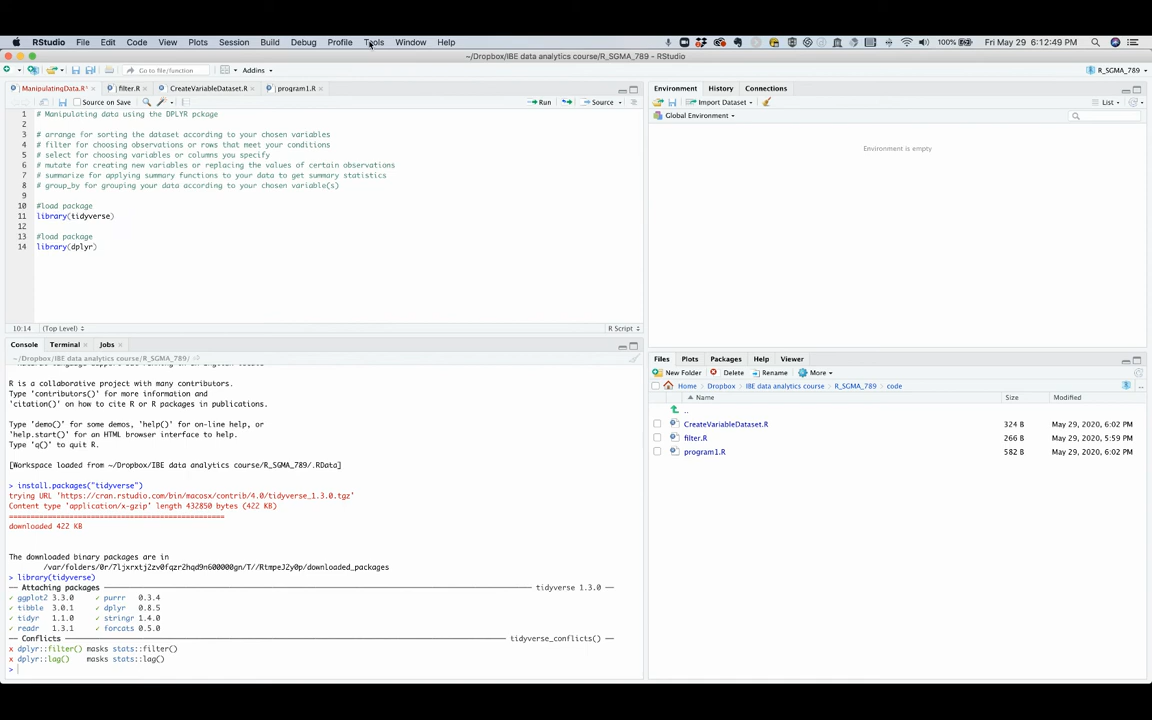 RStudio File Edit Code View Plots Session Build Debug Profile Tools Window Help 100% Fri May 29 6:12:49 PM
~/Dropbox/IBE data analytics course/R_SGMA_789 - RStudio
Go to file/function Addins R_SGMA_789
ManipulatingData.R* filter.R CreateVariableDataset.R program1.R
Source on Save Run Source
1 # Manipulating data using the DPLYR pckage
2
3 # arrange for sorting the dataset according to your chosen variables
4 # filter for choosing observations or rows that meet your conditions
5 # select for choosing variables or columns you specify
6 # mutate for creating new variables or replacing the values of certain observations
7 # summarize for applying summary functions to your data to get summary statistics
8 # group_by for grouping your data according to your chosen variable(s)
9
10 #load package
11 library(tidyverse)
12
13 #load package
14 library(dplyr)
10:14 (Top Level) R Script
Console Terminal Jobs
~/Dropbox/IBE data analytics course/R_SGMA_789/
R is a collaborative project with many contributors.
Type 'contributors()' for more information and
'citation()' on how to cite R or R packages in publications.
Type 'demo()' for some demos, 'help()' for on-line help, or
'help.start()' for an HTML browser interface to help.
Type 'q()' to quit R.
[Workspace loaded from ~/Dropbox/IBE data analytics course/R_SGMA_789/.RData]
> install.packages("tidyverse")
trying URL 'https://cran.rstudio.com/bin/macosx/contrib/4.0/tidyverse_1.3.0.tgz'
Content type 'application/x-gzip' length 432850 bytes (422 KB)
==================================================
downloaded 422 KB
The downloaded binary packages are in
/var/folders/0r/7ljxrxtj2zv0fqzr2hqd9n600000gn/T//RtmpeJ2y0p/downloaded_packages
> library(tidyverse)
── Attaching packages ── tidyverse 1.3.0 ──
✓ ggplot2 3.3.0 ✓ purrr 0.3.4
✓ tibble 3.0.1 ✓ dplyr 0.8.5
✓ tidyr 1.1.0 ✓ stringr 1.4.0
✓ readr 1.3.1 ✓ forcats 0.5.0
── Conflicts ── tidyverse_conflicts() ──
x dplyr::filter() masks stats::filter()
x dplyr::lag() masks stats::lag()
>
Environment History Connections
Import Dataset List
Global Environment
Environment is empty
Files Plots Packages Help Viewer
New Folder Delete Rename More
Home Dropbox IBE data analytics course R_SGMA_789 code
Name Size Modified
..
CreateVariableDataset.R 324 B May 29, 2020, 6:02 PM
filter.R 266 B May 29, 2020, 5:59 PM
program1.R 582 B May 29, 2020, 6:02 PM